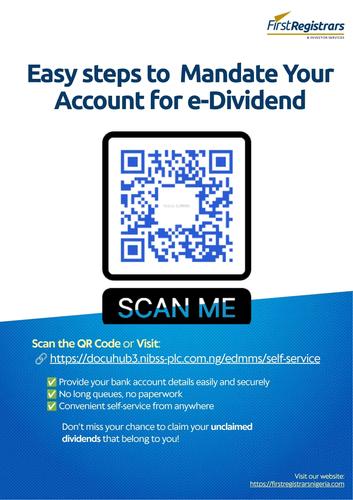 FirstRegistrars
& INVESTOR SERVICES
Easy steps to Mandate Your
Account for e-Dividend
SCAN ME
Scan the QR Code or Visit:
https://docuhub3.nibss-plc.com.ng/edmms/self-service
✅ Provide your bank account details easily and securely
✅ No long queues, no paperwork
✅ Convenient self-service from anywhere
Don't miss your chance to claim your unclaimed
dividends that belong to you!
Visit our website:
https://firstregistrarsnigeria.com/